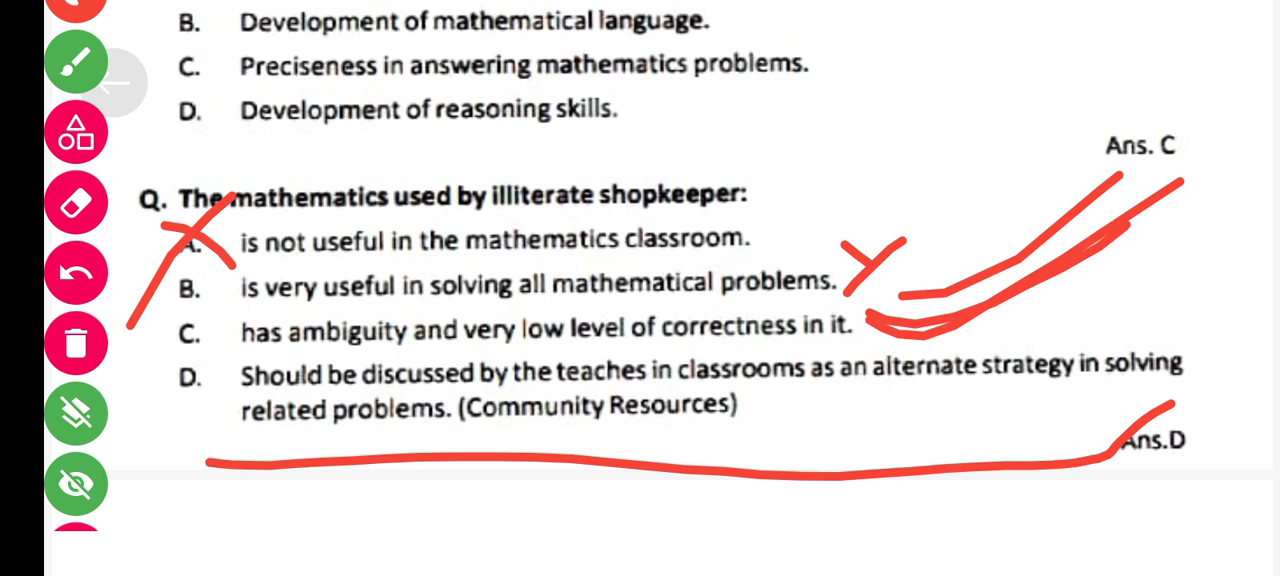 B. Development of mathematical language.
C. Preciseness in answering mathematics problems.
D. Development of reasoning skills.
Ans. C
Q. The mathematics used by illiterate shopkeeper:
A. is not useful in the mathematics classroom.
B. is very useful in solving all mathematical problems.
C. has ambiguity and very low level of correctness in it.
D. Should be discussed by the teaches in classrooms as an alternate strategy in solving
related problems. (Community Resources)
Ans.D